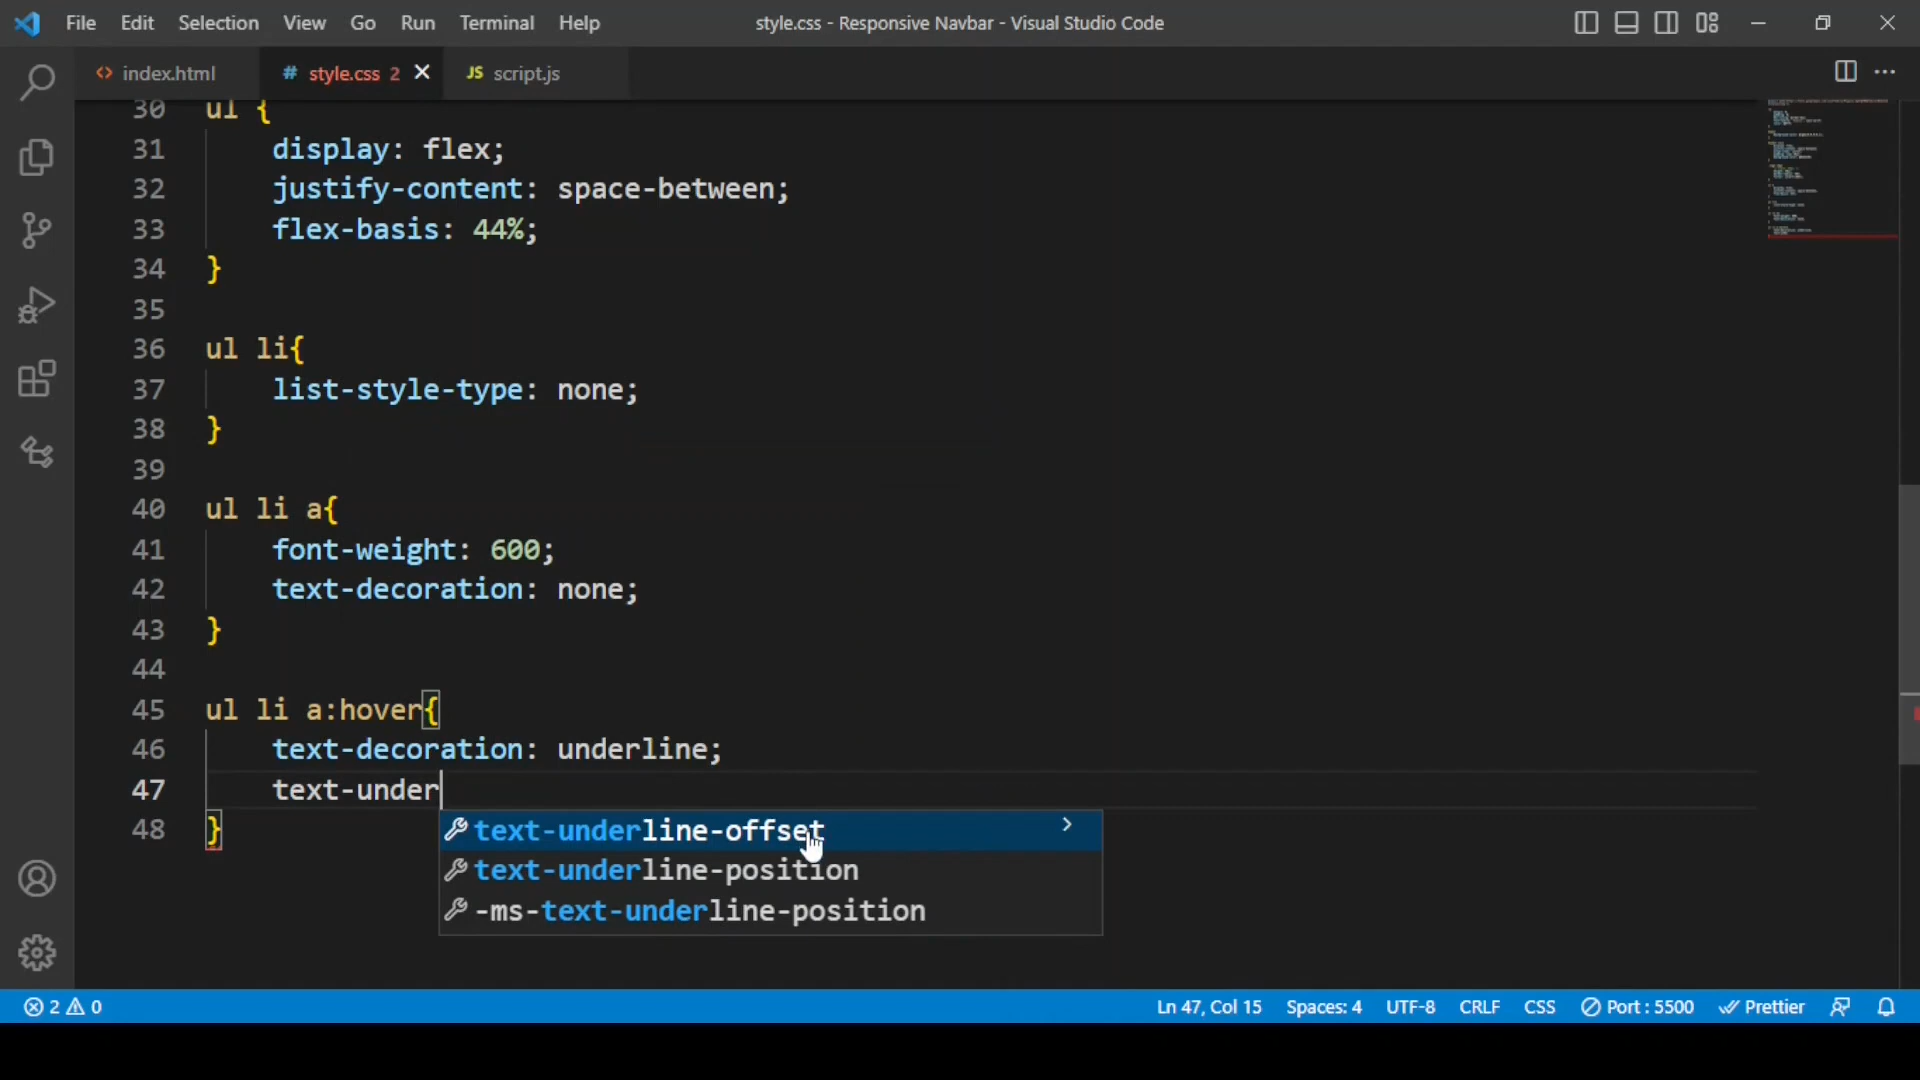 File Edit Selection View Go Run Terminal Help style.css - Responsive Navbar - Visual Studio Code
<> index.html # style.css 2 JS script.js
30 ul {
31 display: flex;
32 justify-content: space-between;
33 flex-basis: 44%;
34 }
35
36 ul li{
37 list-style-type: none;
38 }
39
40 ul li a{
41 font-weight: 600;
42 text-decoration: none;
43 }
44
45 ul li a:hover{
46 text-decoration: underline;
47 text-under
text-underline-offset
48 }
text-underline-position
-ms-text-underline-position
2 0 Ln 47, Col 15 Spaces: 4 UTF-8 CRLF CSS Port : 5500 Prettier